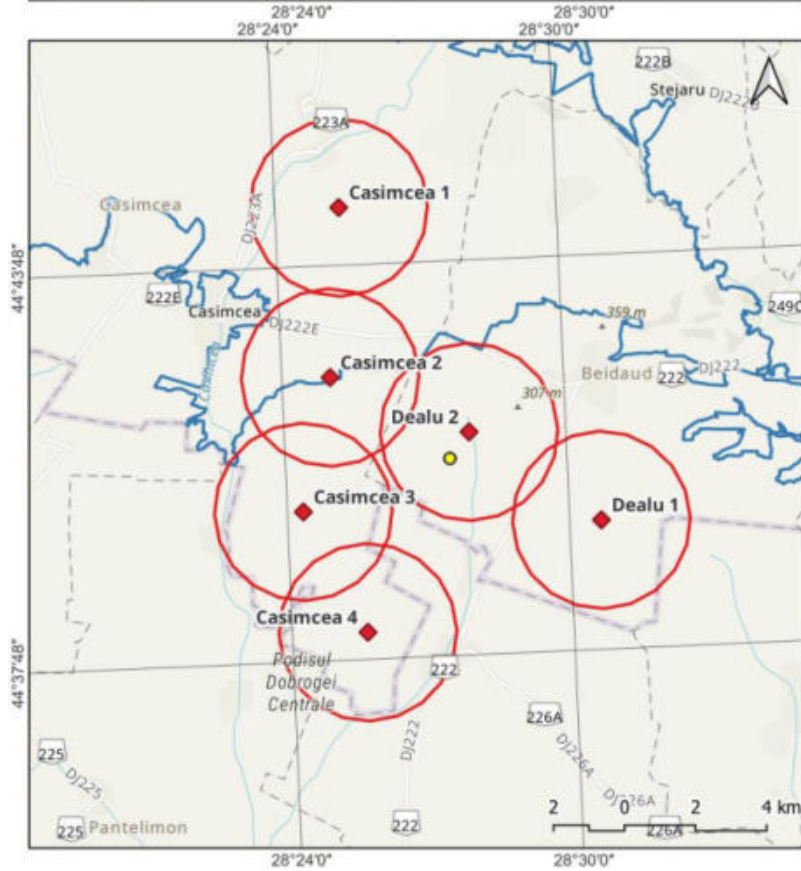 28°24'0" 28°30'0"
28°24'0" 28°30'0"
222B
Stejaru
DJ222B
223A
Casimcea 1
Casimcea
DJ223A
44°43'48"
222E
249C
Casimcea
DJ222E
359 m
Casimcea 2
Beidaud
222
DJ222
307 m
Dealu 2
Casimcea 3
Dealu 1
Casimcea 4
Podisul
Dobrogei
Centrale
222
44°37'48"
226A
DJ222
DJ226A
225
DJ225
DJ226A
2 0 2 4 km
225
Pantelimon
222
226A
28°24'0" 28°30'0"